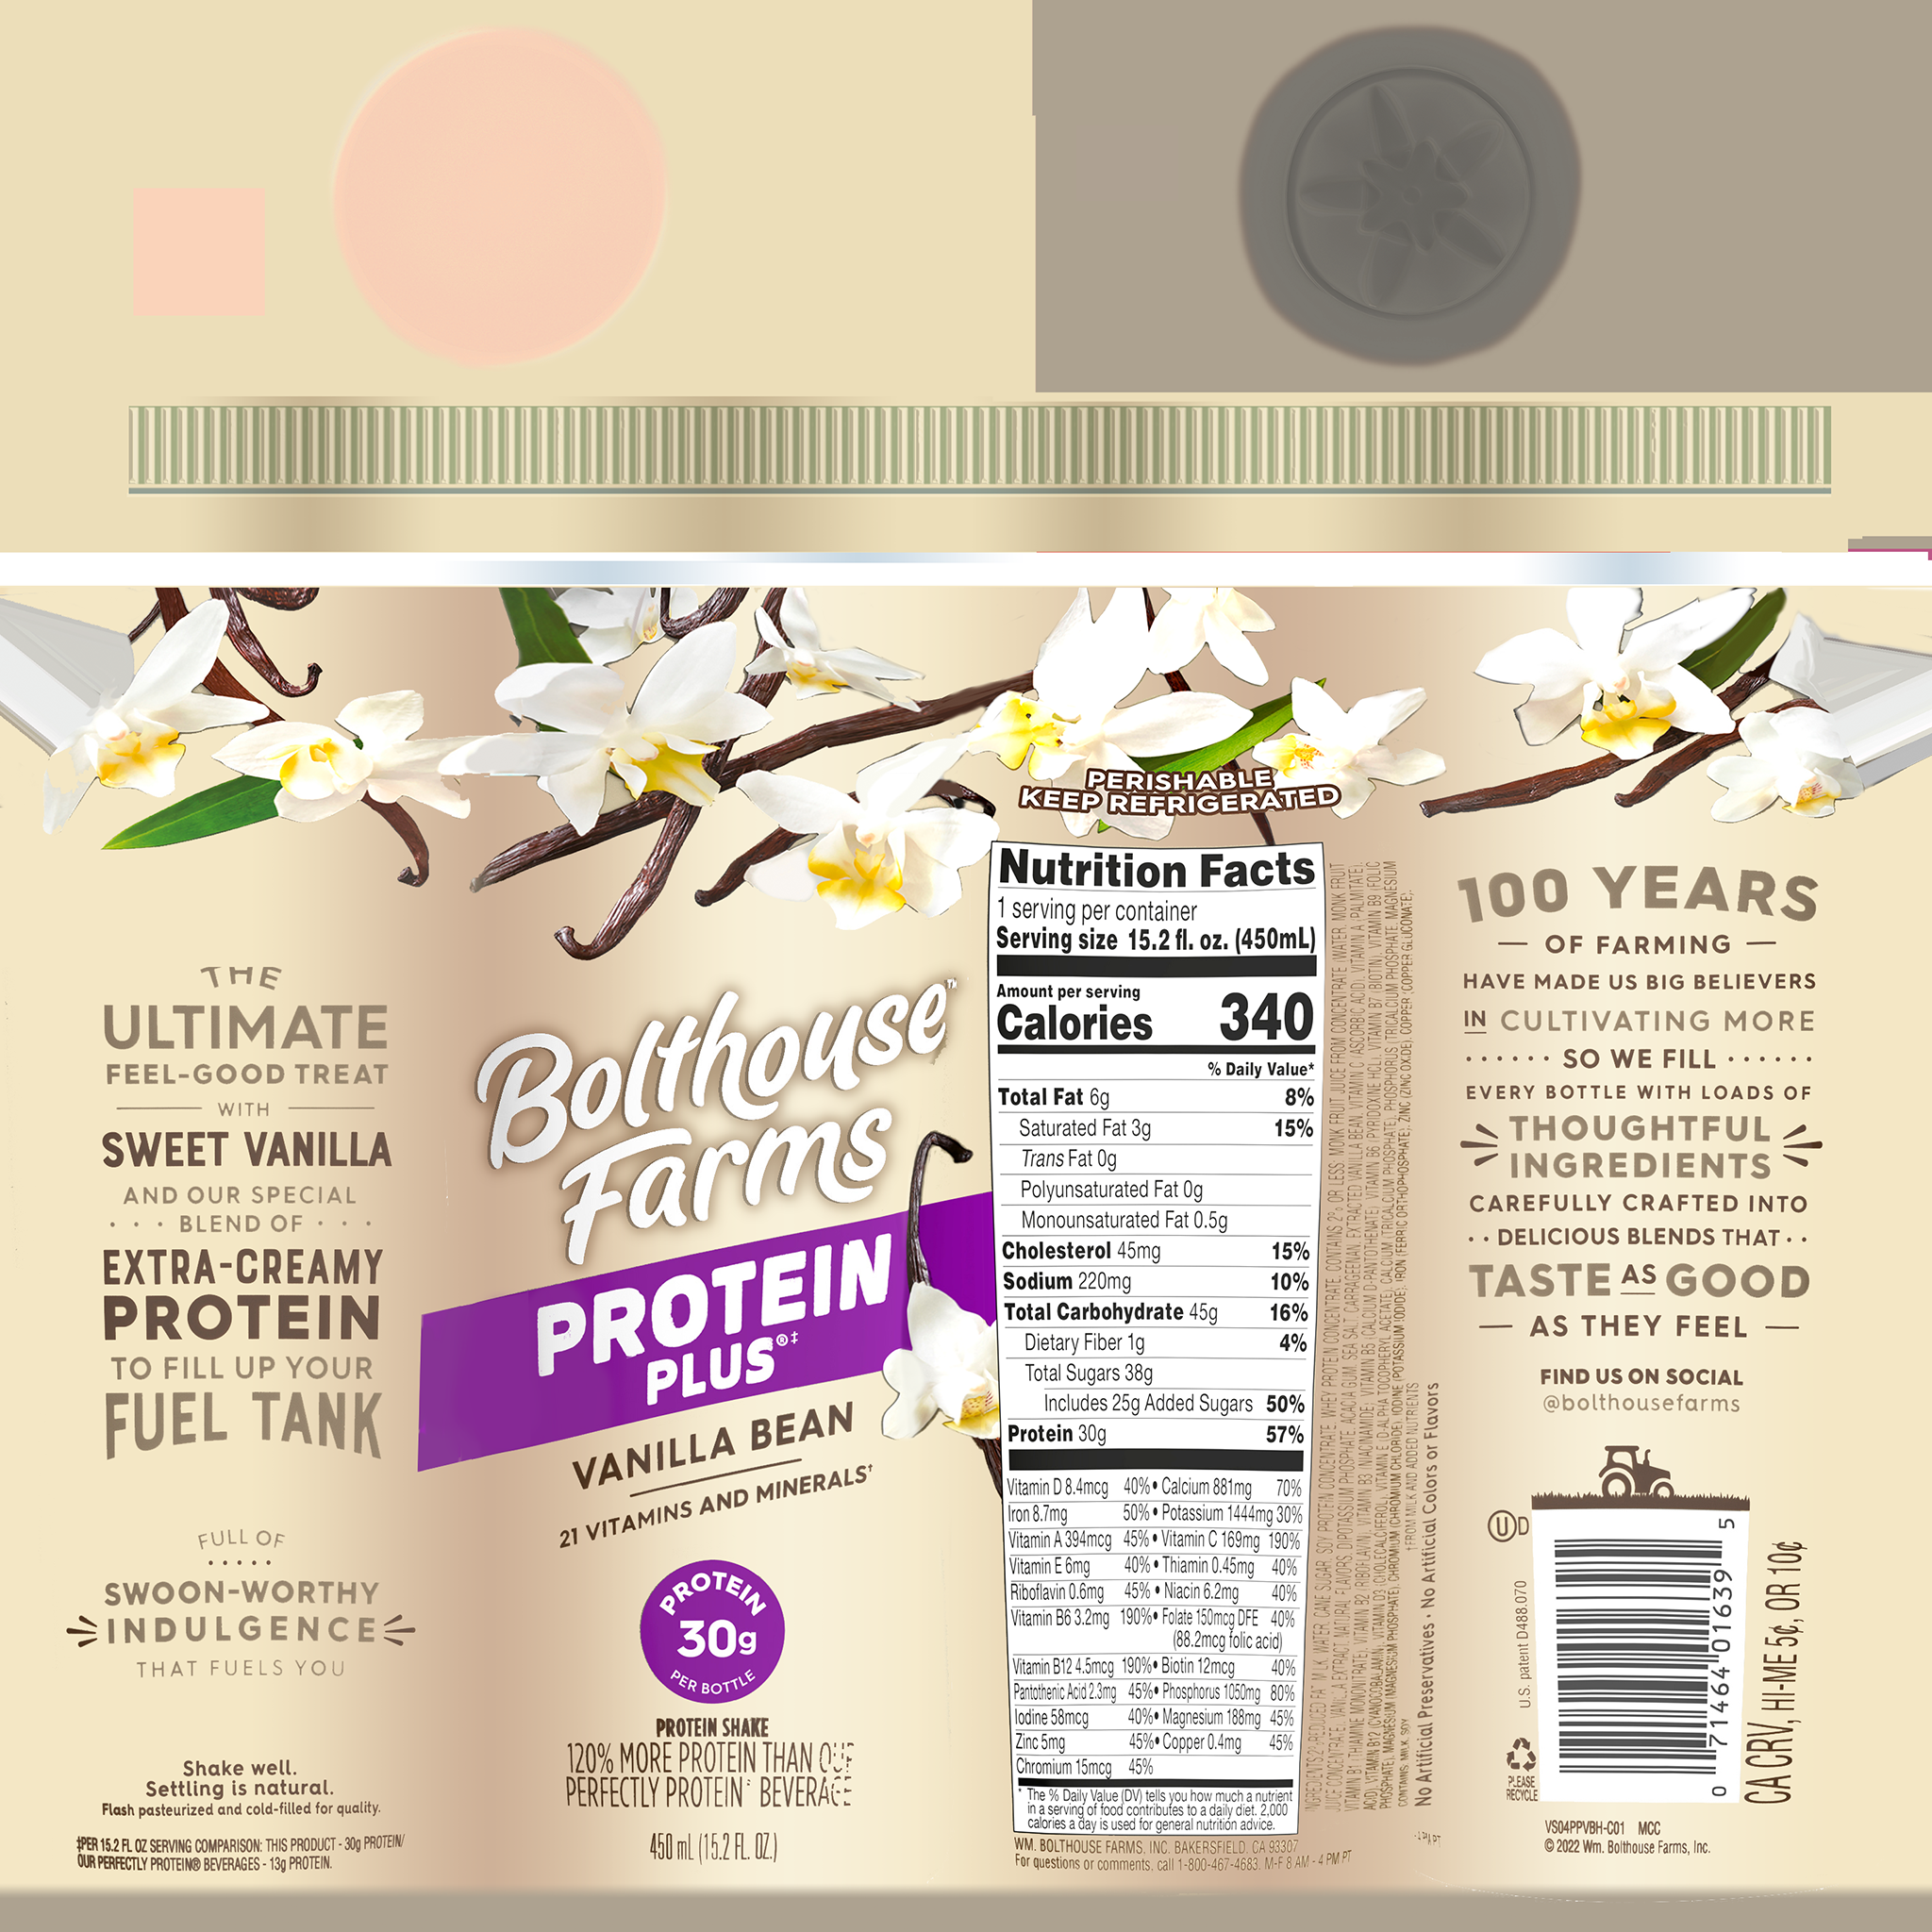 PERISHABLE
KEEP REFRIGERATED
THE
ULTIMATE
FEEL-GOOD TREAT
WITH
SWEET VANILLA
AND OUR SPECIAL
BLEND OF
EXTRA-CREAMY
PROTEIN
TO FILL UP YOUR
FUEL TANK
FULL OF
SWOON-WORTHY
INDULGENCE
THAT FUELS YOU
Shake well.
Settling is natural.
Flash pasteurized and cold-filled for quality.
‡PER 15.2 FL OZ SERVING COMPARISON: THIS PRODUCT - 30g PROTEIN/
OUR PERFECTLY PROTEIN® BEVERAGES - 13g PROTEIN.
Bolthouse™
Farms
PROTEIN
PLUS®‡
VANILLA BEAN
21 VITAMINS AND MINERALS†
PROTEIN
30g
PER BOTTLE
PROTEIN SHAKE
120% MORE PROTEIN THAN OUR
PERFECTLY PROTEIN® BEVERAGE
450 mL (15.2 FL. OZ.)
Nutrition Facts
1 serving per container
Serving size 15.2 fl. oz. (450mL)
Amount per serving
Calories 340
% Daily Value*
Total Fat 6g 8%
Saturated Fat 3g 15%
Trans Fat 0g
Polyunsaturated Fat 0g
Monounsaturated Fat 0.5g
Cholesterol 45mg 15%
Sodium 220mg 10%
Total Carbohydrate 45g 16%
Dietary Fiber 1g 4%
Total Sugars 38g
Includes 25g Added Sugars 50%
Protein 30g 57%
Vitamin D 8.4mcg 40% • Calcium 881mg 70%
Iron 8.7mg 50% • Potassium 1444mg 30%
Vitamin A 394mcg 45% • Vitamin C 169mg 190%
Vitamin E 6mg 40% • Thiamin 0.45mg 40%
Riboflavin 0.6mg 45% • Niacin 6.2mg 40%
Vitamin B6 3.2mg 190% • Folate 150mcg DFE 40%
(88.2mcg folic acid)
Vitamin B12 4.5mcg 190% • Biotin 12mcg 40%
Pantothenic Acid 2.3mg 45% • Phosphorus 1050mg 80%
Iodine 58mcg 40% • Magnesium 188mg 45%
Zinc 5mg 45% • Copper 0.4mg 45%
Chromium 15mcg 45%
* The % Daily Value (DV) tells you how much a nutrient
in a serving of food contributes to a daily diet. 2,000
calories a day is used for general nutrition advice.
WM. BOLTHOUSE FARMS, INC. BAKERSFIELD, CA 93307
For questions or comments, call 1-800-467-4683. M-F 8 AM - 4 PM PT
CONTAINS: MILK, SOY
†FROM MILK AND ADDED NUTRIENTS
No Artificial Preservatives • No Artificial Colors or Flavors
100 YEARS
OF FARMING
HAVE MADE US BIG BELIEVERS
IN CULTIVATING MORE
SO WE FILL
EVERY BOTTLE WITH LOADS OF
THOUGHTFUL
INGREDIENTS
CAREFULLY CRAFTED INTO
DELICIOUS BLENDS THAT
TASTE AS GOOD
AS THEY FEEL
FIND US ON SOCIAL
@bolthousefarms
U D
U.S. patent D488.070
PLEASE
RECYCLE
0 71464 01639 5
CA CRV, HI-ME 5¢, OR 10¢
VS04PPVBH-C01 MCC
© 2022 Wm. Bolthouse Farms, Inc.